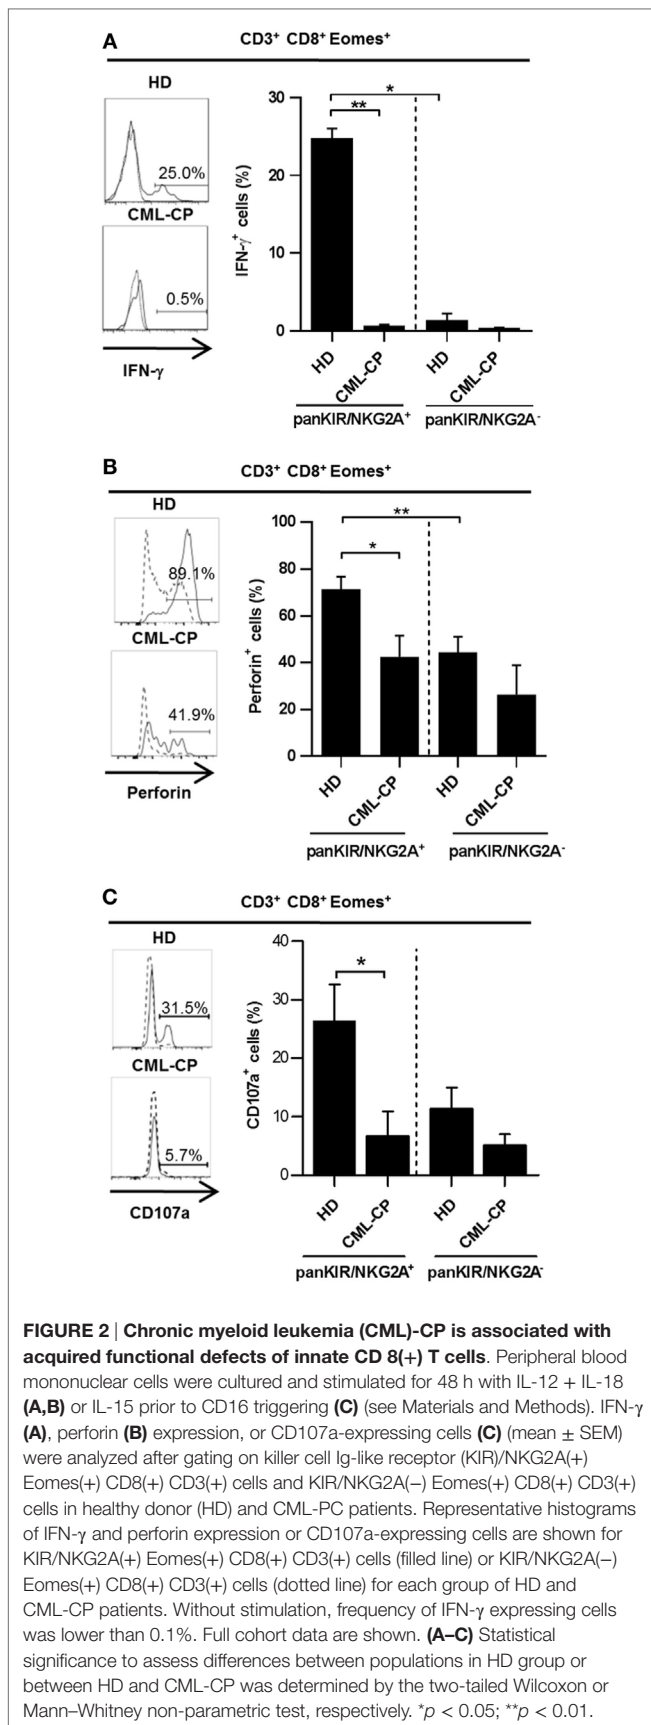 A
CD3+ CD8+ Eomes+
HD
25.0%
CML-CP
0.5%
IFN-γ
IFN-γ+ cells (%)
30
20
10
0
*
**
HD
CML-CP
HD
CML-CP
panKIR/NKG2A+
panKIR/NKG2A-
B
CD3+ CD8+ Eomes+
HD
89.1%
CML-CP
41.9%
Perforin
Perforin+ cells (%)
100
80
60
40
20
0
**
*
HD
CML-CP
HD
CML-CP
panKIR/NKG2A+
panKIR/NKG2A-
C
CD3+ CD8+ Eomes+
HD
31.5%
CML-CP
5.7%
CD107a
CD107a+ cells (%)
40
30
20
10
0
*
HD
CML-CP
HD
CML-CP
panKIR/NKG2A+
panKIR/NKG2A-
FIGURE 2 | Chronic myeloid leukemia (CML)-CP is associated with
acquired functional defects of innate CD 8(+) T cells. Peripheral blood
mononuclear cells were cultured and stimulated for 48 h with IL-12 + IL-18
(A,B) or IL-15 prior to CD16 triggering (C) (see Materials and Methods). IFN-γ
(A), perforin (B) expression, or CD107a-expressing cells (C) (mean ± SEM)
were analyzed after gating on killer cell Ig-like receptor (KIR)/NKG2A(+)
Eomes(+) CD8(+) CD3(+) cells and KIR/NKG2A(−) Eomes(+) CD8(+) CD3(+)
cells in healthy donor (HD) and CML-PC patients. Representative histograms
of IFN-γ and perforin expression or CD107a-expressing cells are shown for
KIR/NKG2A(+) Eomes(+) CD8(+) CD3(+) cells (filled line) or KIR/NKG2A(−)
Eomes(+) CD8(+) CD3(+) cells (dotted line) for each group of HD and
CML-CP patients. Without stimulation, frequency of IFN-γ expressing cells
was lower than 0.1%. Full cohort data are shown. (A–C) Statistical
significance to assess differences between populations in HD group or
between HD and CML-CP was determined by the two-tailed Wilcoxon or
Mann–Whitney non-parametric test, respectively. *p < 0.05; **p < 0.01.